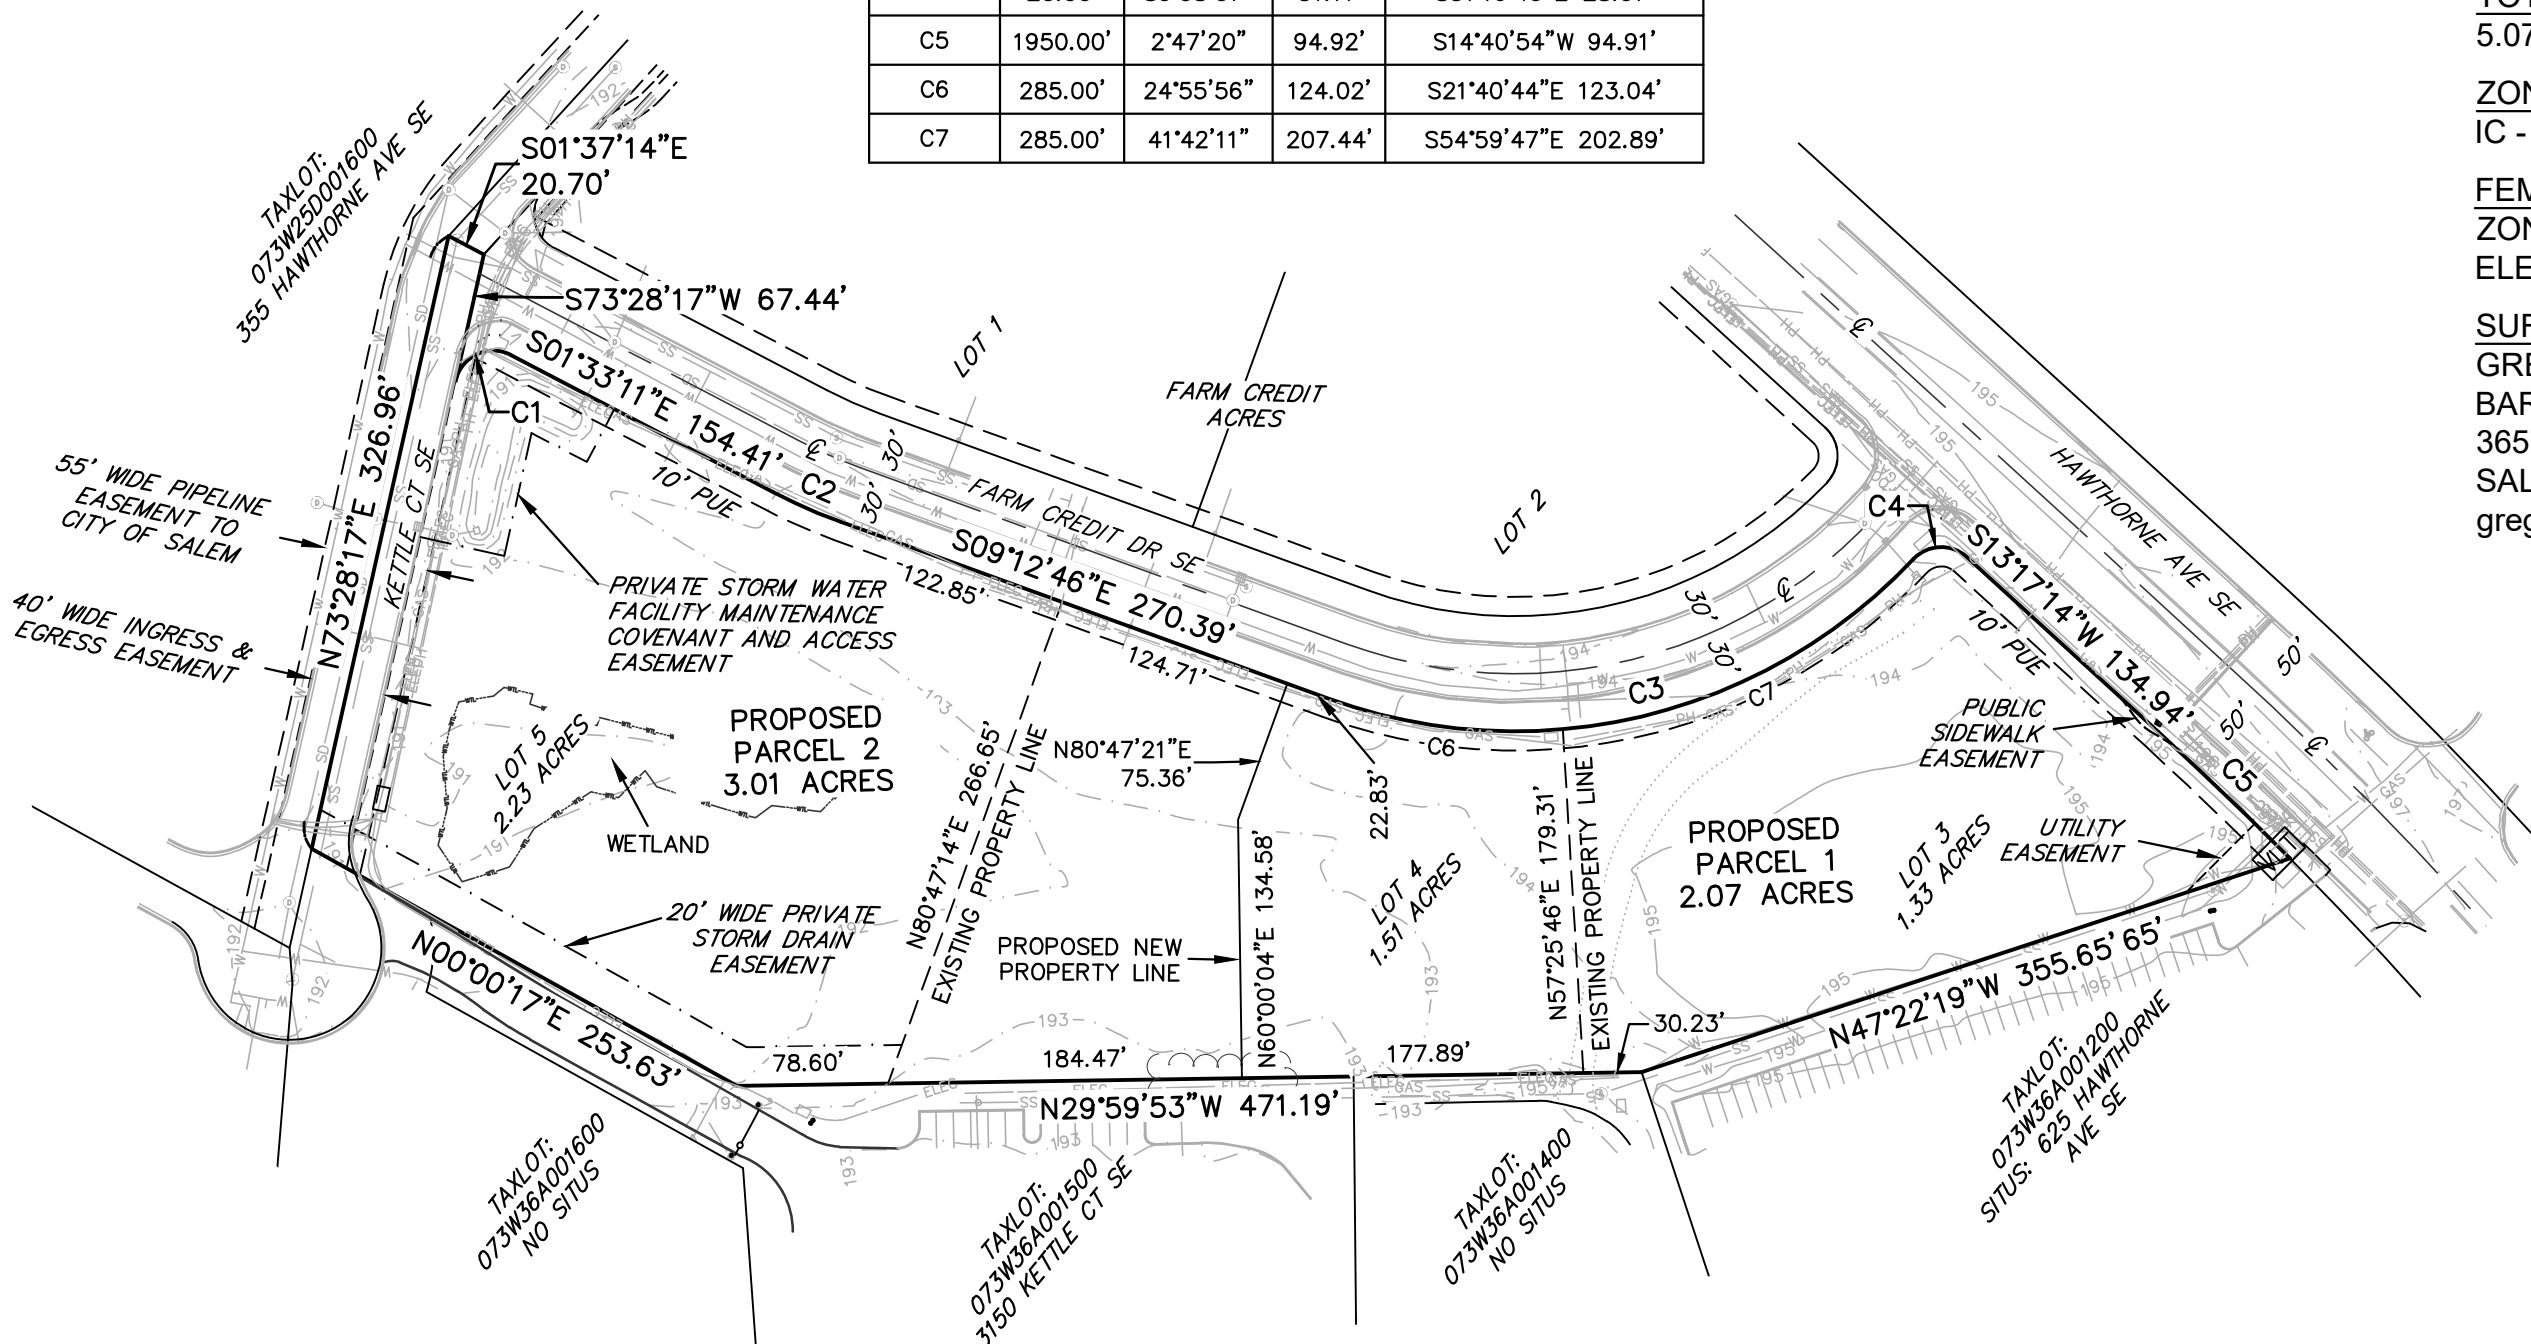 C5 1950.00' 2°47'20" 94.92' S14°40'54"W 94.91'
C6 285.00' 24°55'56" 124.02' S21°40'44"E 123.04'
C7 285.00' 41°42'11" 207.44' S54°59'47"E 202.89'
5.07
ZON
IC -
FEM
ZON
ELE
SUR
GRE
BAR
365
SAL
greg
TAXLOT:
073W25D001600
355 HAWTHORNE AVE SE
S01°37'14"E
20.70'
S73°28'17"W 67.44'
S01°33'11"E 154.41'
C1
C2
10' PUE
30'
30'
LOT 1
FARM CREDIT
ACRES
LOT 2
FARM CREDIT DR SE
S09°12'46"E 270.39'
122.85'
124.71'
N73°28'17"E 326.96'
KETTLE CT SE
55' WIDE PIPELINE
EASEMENT TO
CITY OF SALEM
40' WIDE INGRESS &
EGRESS EASEMENT
PRIVATE STORM WATER
FACILITY MAINTENANCE
COVENANT AND ACCESS
EASEMENT
PROPOSED
PARCEL 2
3.01 ACRES
LOT 5
2.23 ACRES
WETLAND
N80°47'14"E 266.65'
EXISTING PROPERTY LINE
N80°47'21"E
75.36'
22.83'
C6
C3
C7
30'
30'
C4
S13°17'14"W 134.94'
10' PUE
HAWTHORNE AVE SE
50'
50'
C5
PUBLIC
SIDEWALK
EASEMENT
UTILITY
EASEMENT
VLT
PROPOSED
PARCEL 1
2.07 ACRES
LOT 3
1.33 ACRES
LOT 4
1.51 ACRES
N57°25'46"E 179.31'
EXISTING PROPERTY LINE
N60°00'04"E 134.58'
PROPOSED NEW
PROPERTY LINE
20' WIDE PRIVATE
STORM DRAIN
EASEMENT
N00°00'17"E 253.63'
78.60'
184.47'
177.89'
30.23'
N29°59'53"W 471.19'
N47°22'19"W 355.65'65'
TAXLOT:
073W36A001600
NO SITUS
TAXLOT:
073W36A001500
3150 KETTLE CT SE
TAXLOT:
073W36A001400
NO SITUS
TAXLOT:
073W36A001200
SITUS: 625 HAWTHORNE
AVE SE